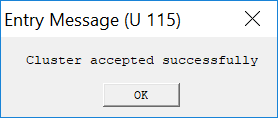 Entry Message (U 115)
Cluster accepted successfully
OK